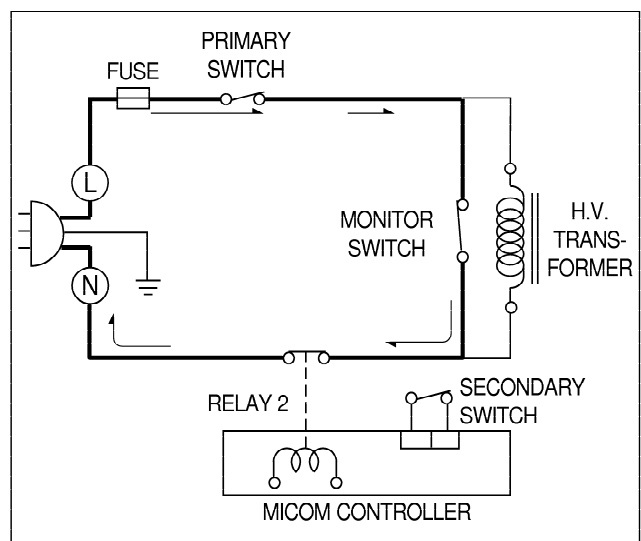 PRIMARY
SWITCH
FUSE
L
MONITOR
SWITCH
H.V.
TRANS-
FORMER
N
RELAY 2
SECONDARY
SWITCH
MICOM CONTROLLER